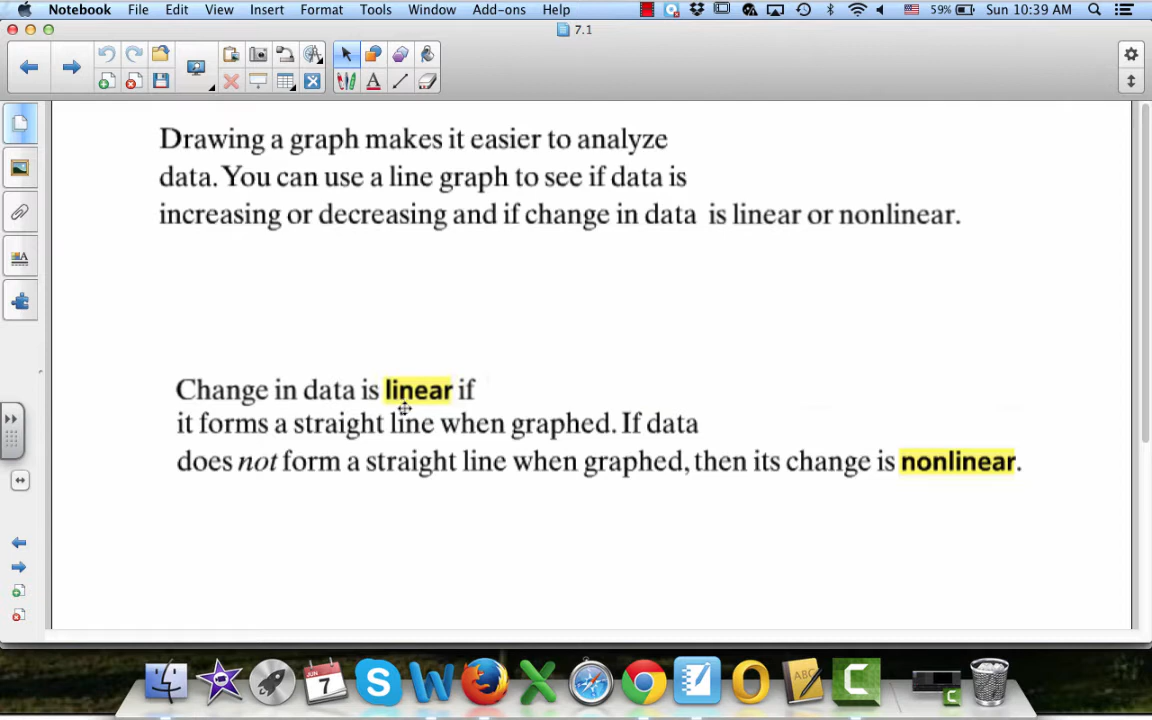 Notebook File Edit View Insert Format Tools Window Add-ons Help 59% Sun 10:39 AM
7.1
Drawing a graph makes it easier to analyze
data. You can use a line graph to see if data is
increasing or decreasing and if change in data is linear or nonlinear.
Change in data is linear if
it forms a straight line when graphed. If data
does not form a straight line when graphed, then its change is nonlinear.
JUN
7